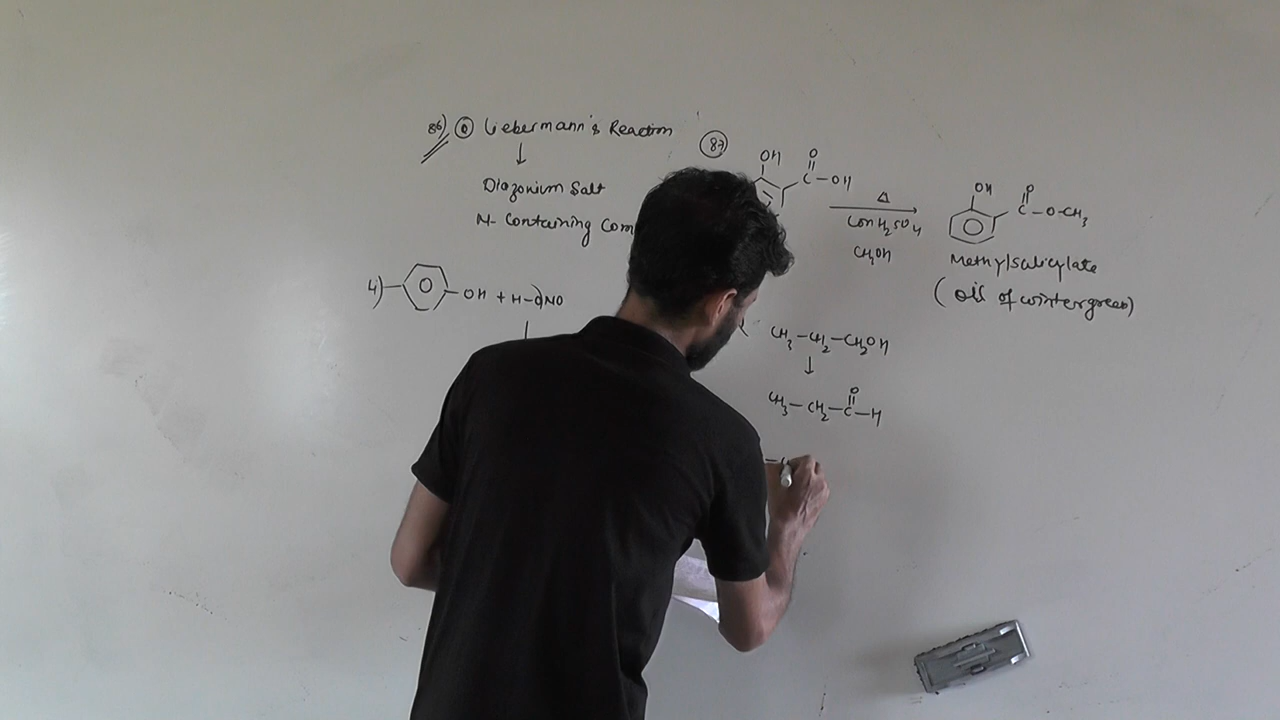 86) Liebermann's Reaction
↓
Diazonium Salt
N- Containing Com
4) OH + H-O NO
87
OH O
C-OH
Δ
Con H2SO4
CH3OH
OH O
C-O-CH3
Methylsalicylate
(Oil of wintergreen)
CH3-CH2-CH2OH
↓
O
CH3-CH2-C-H